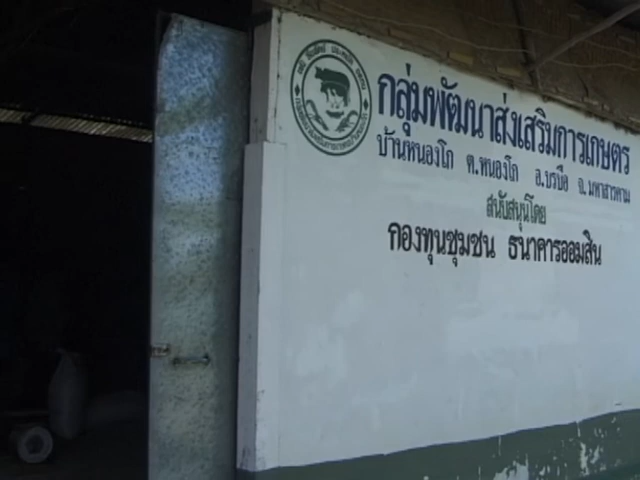 กลุ่มพัฒนาส่งเสริมการเกษตร
บ้านหนองโก ต.หนองโก อ.บรบือ จ.มหาสารคาม
สนับสนุนโดย
กองทุนชุมชน ธนาคารออมสิน